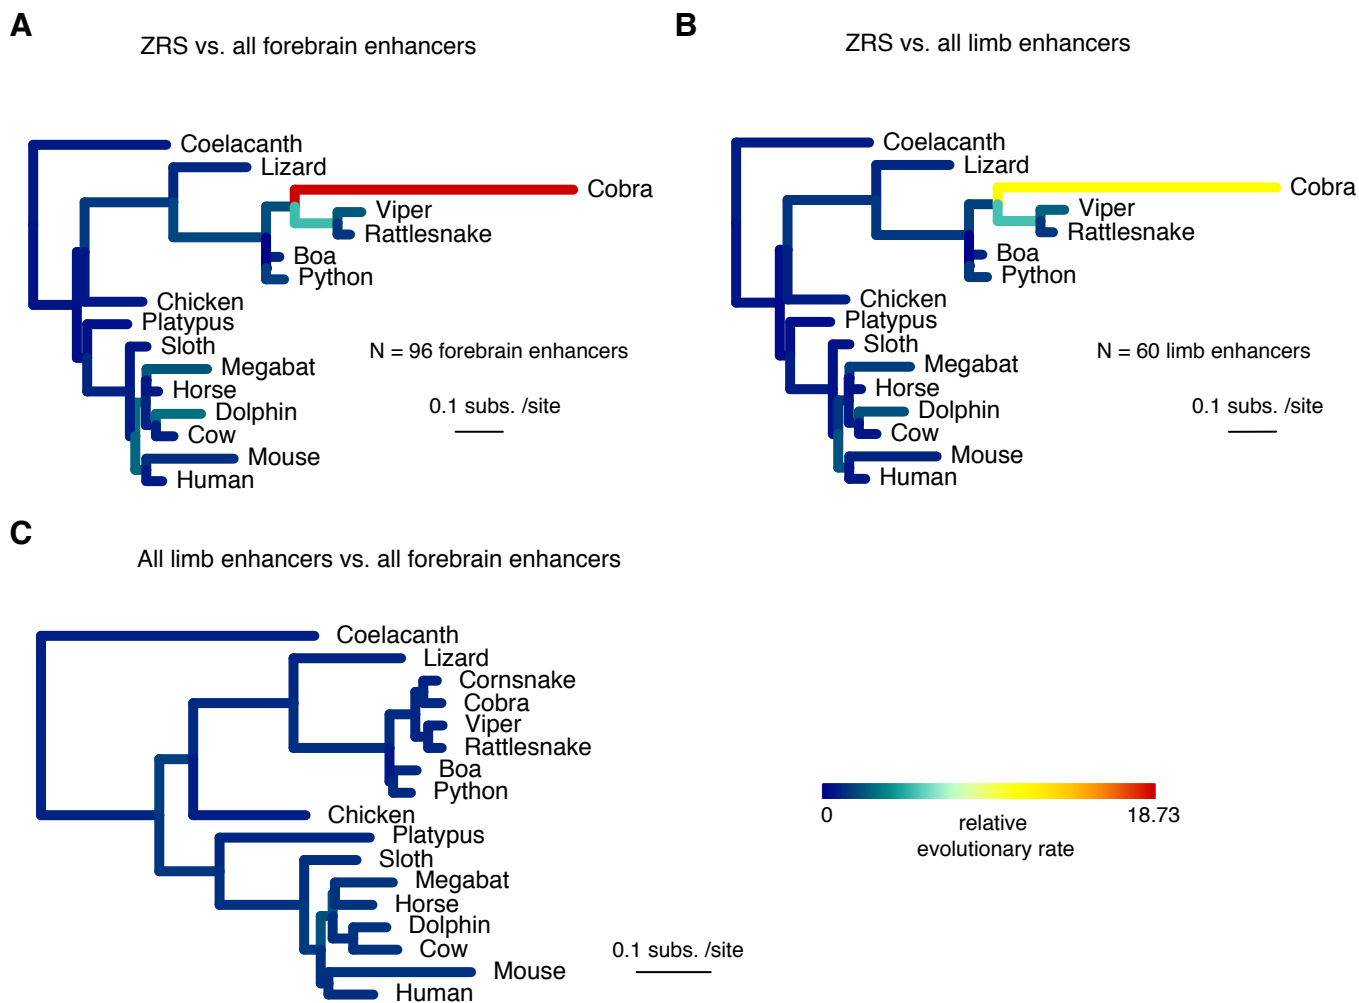 A
ZRS vs. all forebrain enhancers
Coelacanth
Lizard
Cobra
Viper
Rattlesnake
Boa
Python
Chicken
Platypus
Sloth
Megabat
Horse
Dolphin
Cow
Mouse
Human
N = 96 forebrain enhancers
0.1 subs. /site
B
ZRS vs. all limb enhancers
Coelacanth
Lizard
Cobra
Viper
Rattlesnake
Boa
Python
Chicken
Platypus
Sloth
Megabat
Horse
Dolphin
Cow
Mouse
Human
N = 60 limb enhancers
0.1 subs. /site
C
All limb enhancers vs. all forebrain enhancers
Coelacanth
Lizard
Cornsnake
Cobra
Viper
Rattlesnake
Boa
Python
Chicken
Platypus
Sloth
Megabat
Horse
Dolphin
Cow
Mouse
Human
0.1 subs. /site
0
18.73
relative
evolutionary rate